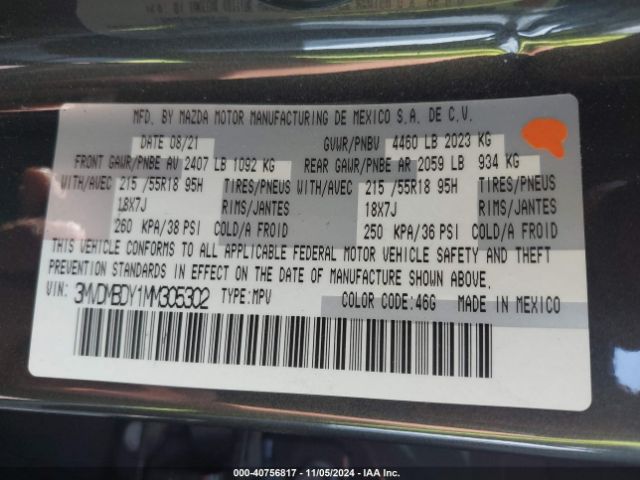 MFD. BY MAZDA MOTOR MANUFACTURING DE MEXICO S.A. DE C.V.
DATE 08/21 GVWR/PNBV 4460 LB 2023 KG
FRONT GAWR/PNBE AV 2407 LB 1092 KG REAR GAWR/PNBE AR 2059 LB 934 KG
WITH/AVEC 215 /55R18 95H TIRES/PNEUS WITH/AVEC 215 /55R18 95H TIRES/PNEUS
18X7J RIMS/JANTES 18X7J RIMS/JANTES
260 KPA/38 PSI COLD/A FROID 250 KPA/36 PSI COLD/A FROID
THIS VEHICLE CONFORMS TO ALL APPLICABLE FEDERAL MOTOR VEHICLE SAFETY AND THEFT
PREVENTION STANDARDS IN EFFECT ON THE DATE OF MANUFACTURE SHOWN ABOVE.
VIN: 3MVDMBDY1MM305302 TYPE:MPV COLOR CODE:46G MADE IN MEXICO
000-40756817 - 11/05/2024 - IAA Inc.